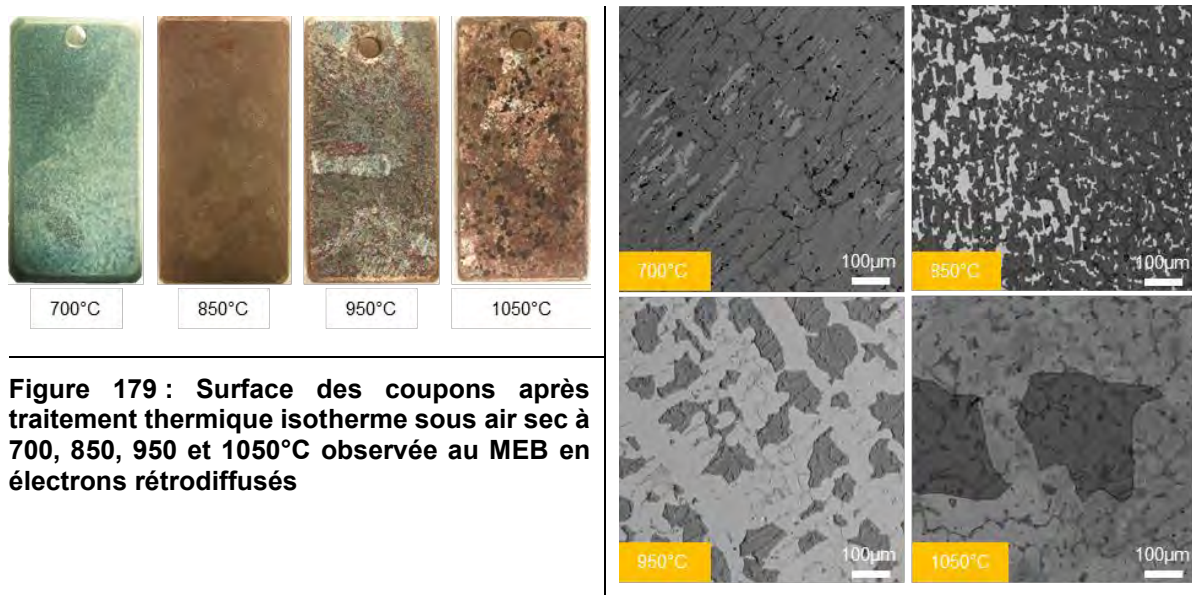 700°C
850°C
950°C
1050°C
Figure 179 : Surface des coupons après
traitement thermique isotherme sous air sec à
700, 850, 950 et 1050°C observée au MEB en
électrons rétrodiffusés
700°C
100µm
850°C
100µm
950°C
100µm
1050°C
100µm